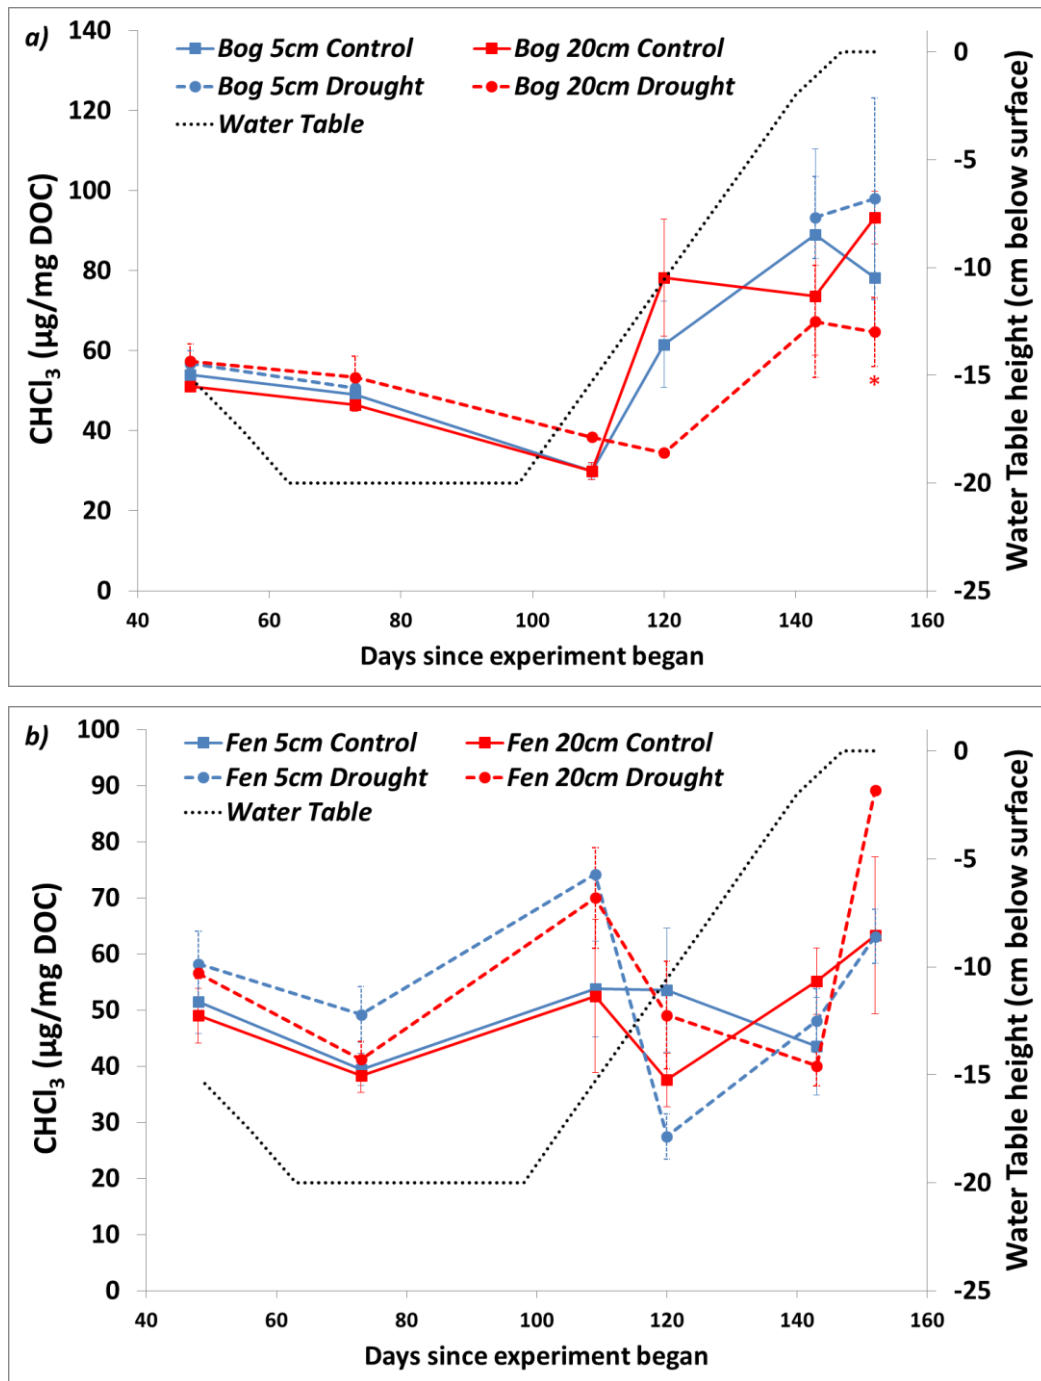 a)
Bog 5cm Control
Bog 20cm Control
Bog 5cm Drought
Bog 20cm Drought
Water Table
140
120
100
80
60
40
20
0
CHCl₃ (µg/mg DOC)
0
-5
-10
-15
-20
-25
Water Table height (cm below surface)
*
40 60 80 100 120 140 160
Days since experiment began
b)
Fen 5cm Control
Fen 20cm Control
Fen 5cm Drought
Fen 20cm Drought
Water Table
100
90
80
70
60
50
40
30
20
10
0
CHCl₃ (µg/mg DOC)
0
-5
-10
-15
-20
-25
Water Table height (cm below surface)
40 60 80 100 120 140 160
Days since experiment began